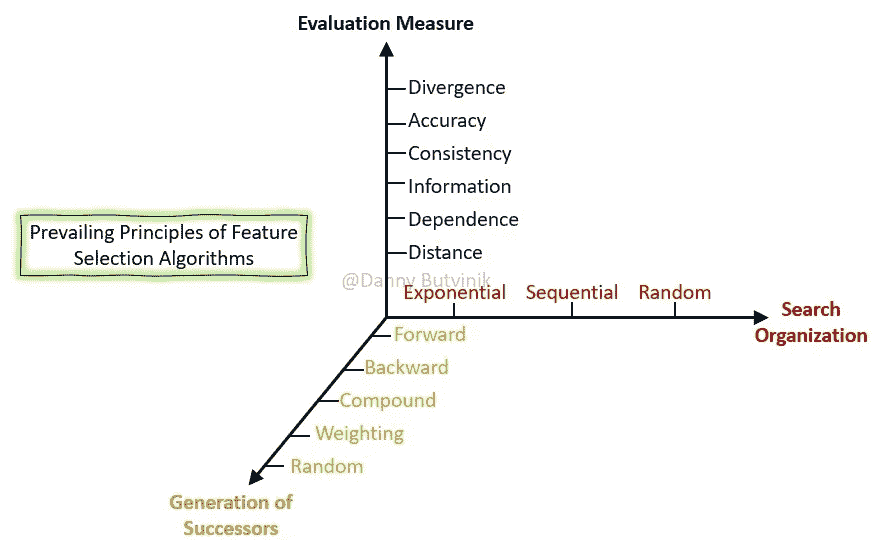 Evaluation Measure
Divergence
Accuracy
Consistency
Information
Dependence
Distance
Prevailing Principles of Feature
Selection Algorithms
@Danny Butvinik
Exponential Sequential Random
Search
Organization
Forward
Backward
Compound
Weighting
Random
Generation of
Successors